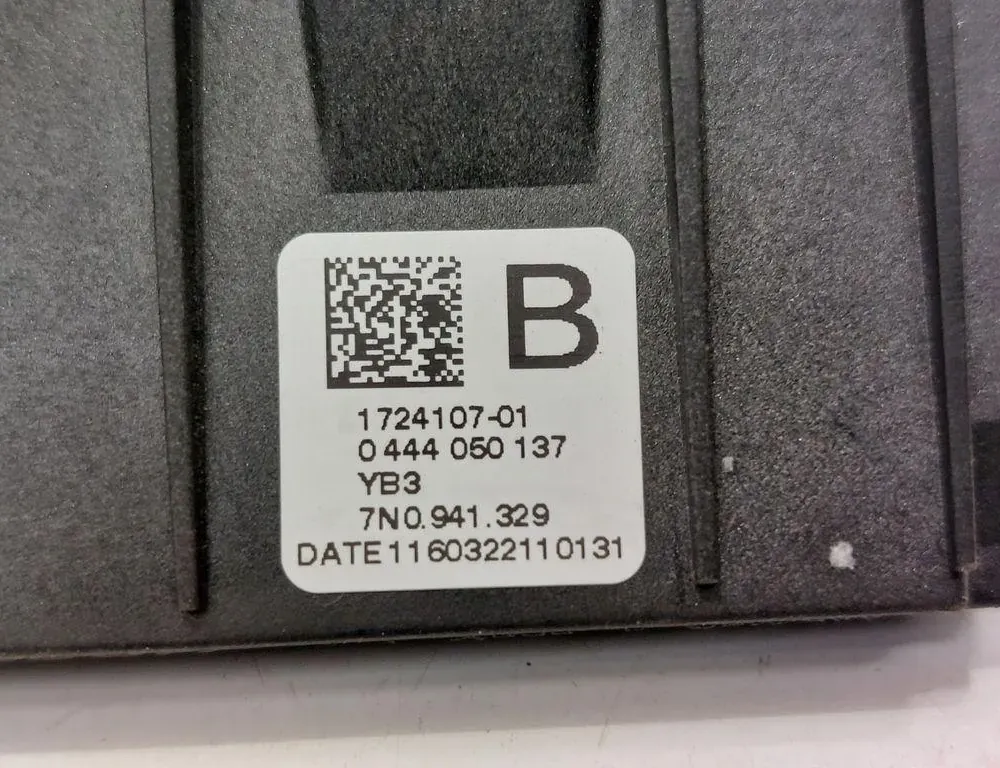 B
1724107-01
0 444 050 137
YB3
7N0.941.329
DATE1160322110131